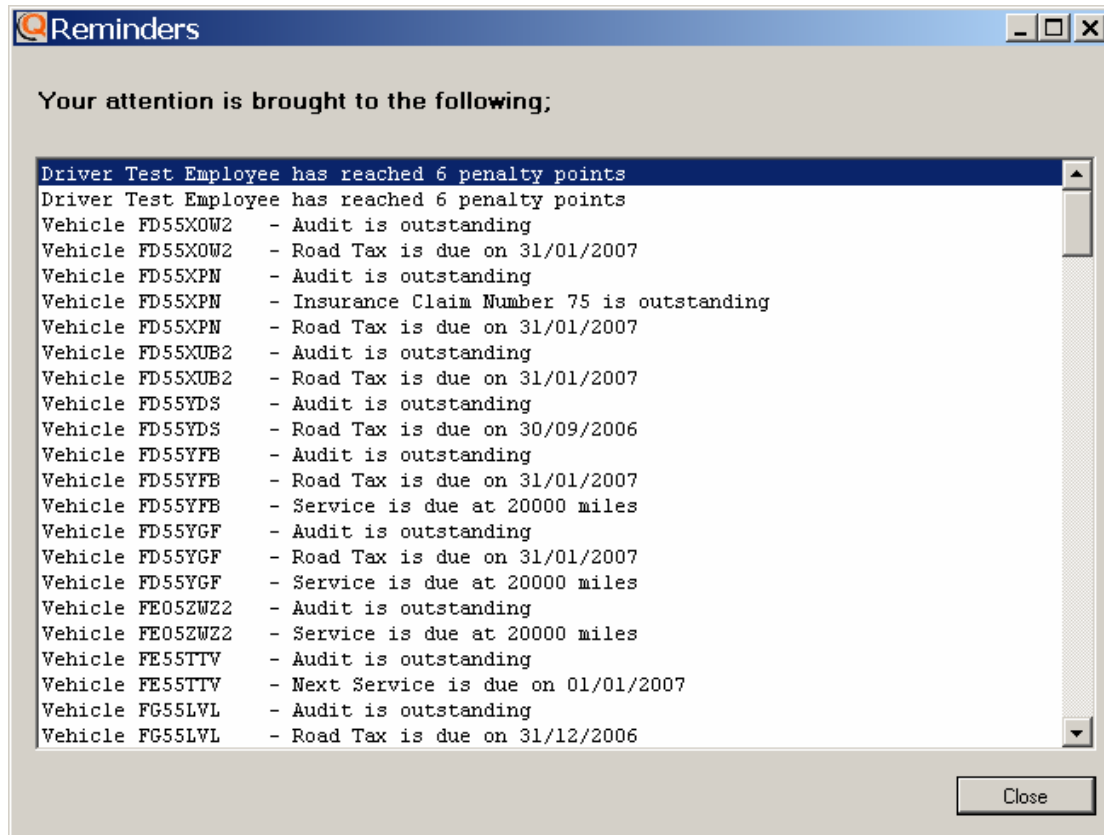 Reminders
Your attention is brought to the following;
Driver Test Employee has reached 6 penalty points
Driver Test Employee has reached 6 penalty points
Vehicle FD55XOW2 - Audit is outstanding
Vehicle FD55XOW2 - Road Tax is due on 31/01/2007
Vehicle FD55XPN - Audit is outstanding
Vehicle FD55XPN - Insurance Claim Number 75 is outstanding
Vehicle FD55XPN - Road Tax is due on 31/01/2007
Vehicle FD55XUB2 - Audit is outstanding
Vehicle FD55XUB2 - Road Tax is due on 31/01/2007
Vehicle FD55YDS - Audit is outstanding
Vehicle FD55YDS - Road Tax is due on 30/09/2006
Vehicle FD55YFB - Audit is outstanding
Vehicle FD55YFB - Road Tax is due on 31/01/2007
Vehicle FD55YFB - Service is due at 20000 miles
Vehicle FD55YGF - Audit is outstanding
Vehicle FD55YGF - Road Tax is due on 31/01/2007
Vehicle FD55YGF - Service is due at 20000 miles
Vehicle FE05ZWZ2 - Audit is outstanding
Vehicle FE05ZWZ2 - Service is due at 20000 miles
Vehicle FE55TTV - Audit is outstanding
Vehicle FE55TTV - Next Service is due on 01/01/2007
Vehicle FG55LVL - Audit is outstanding
Vehicle FG55LVL - Road Tax is due on 31/12/2006
Close